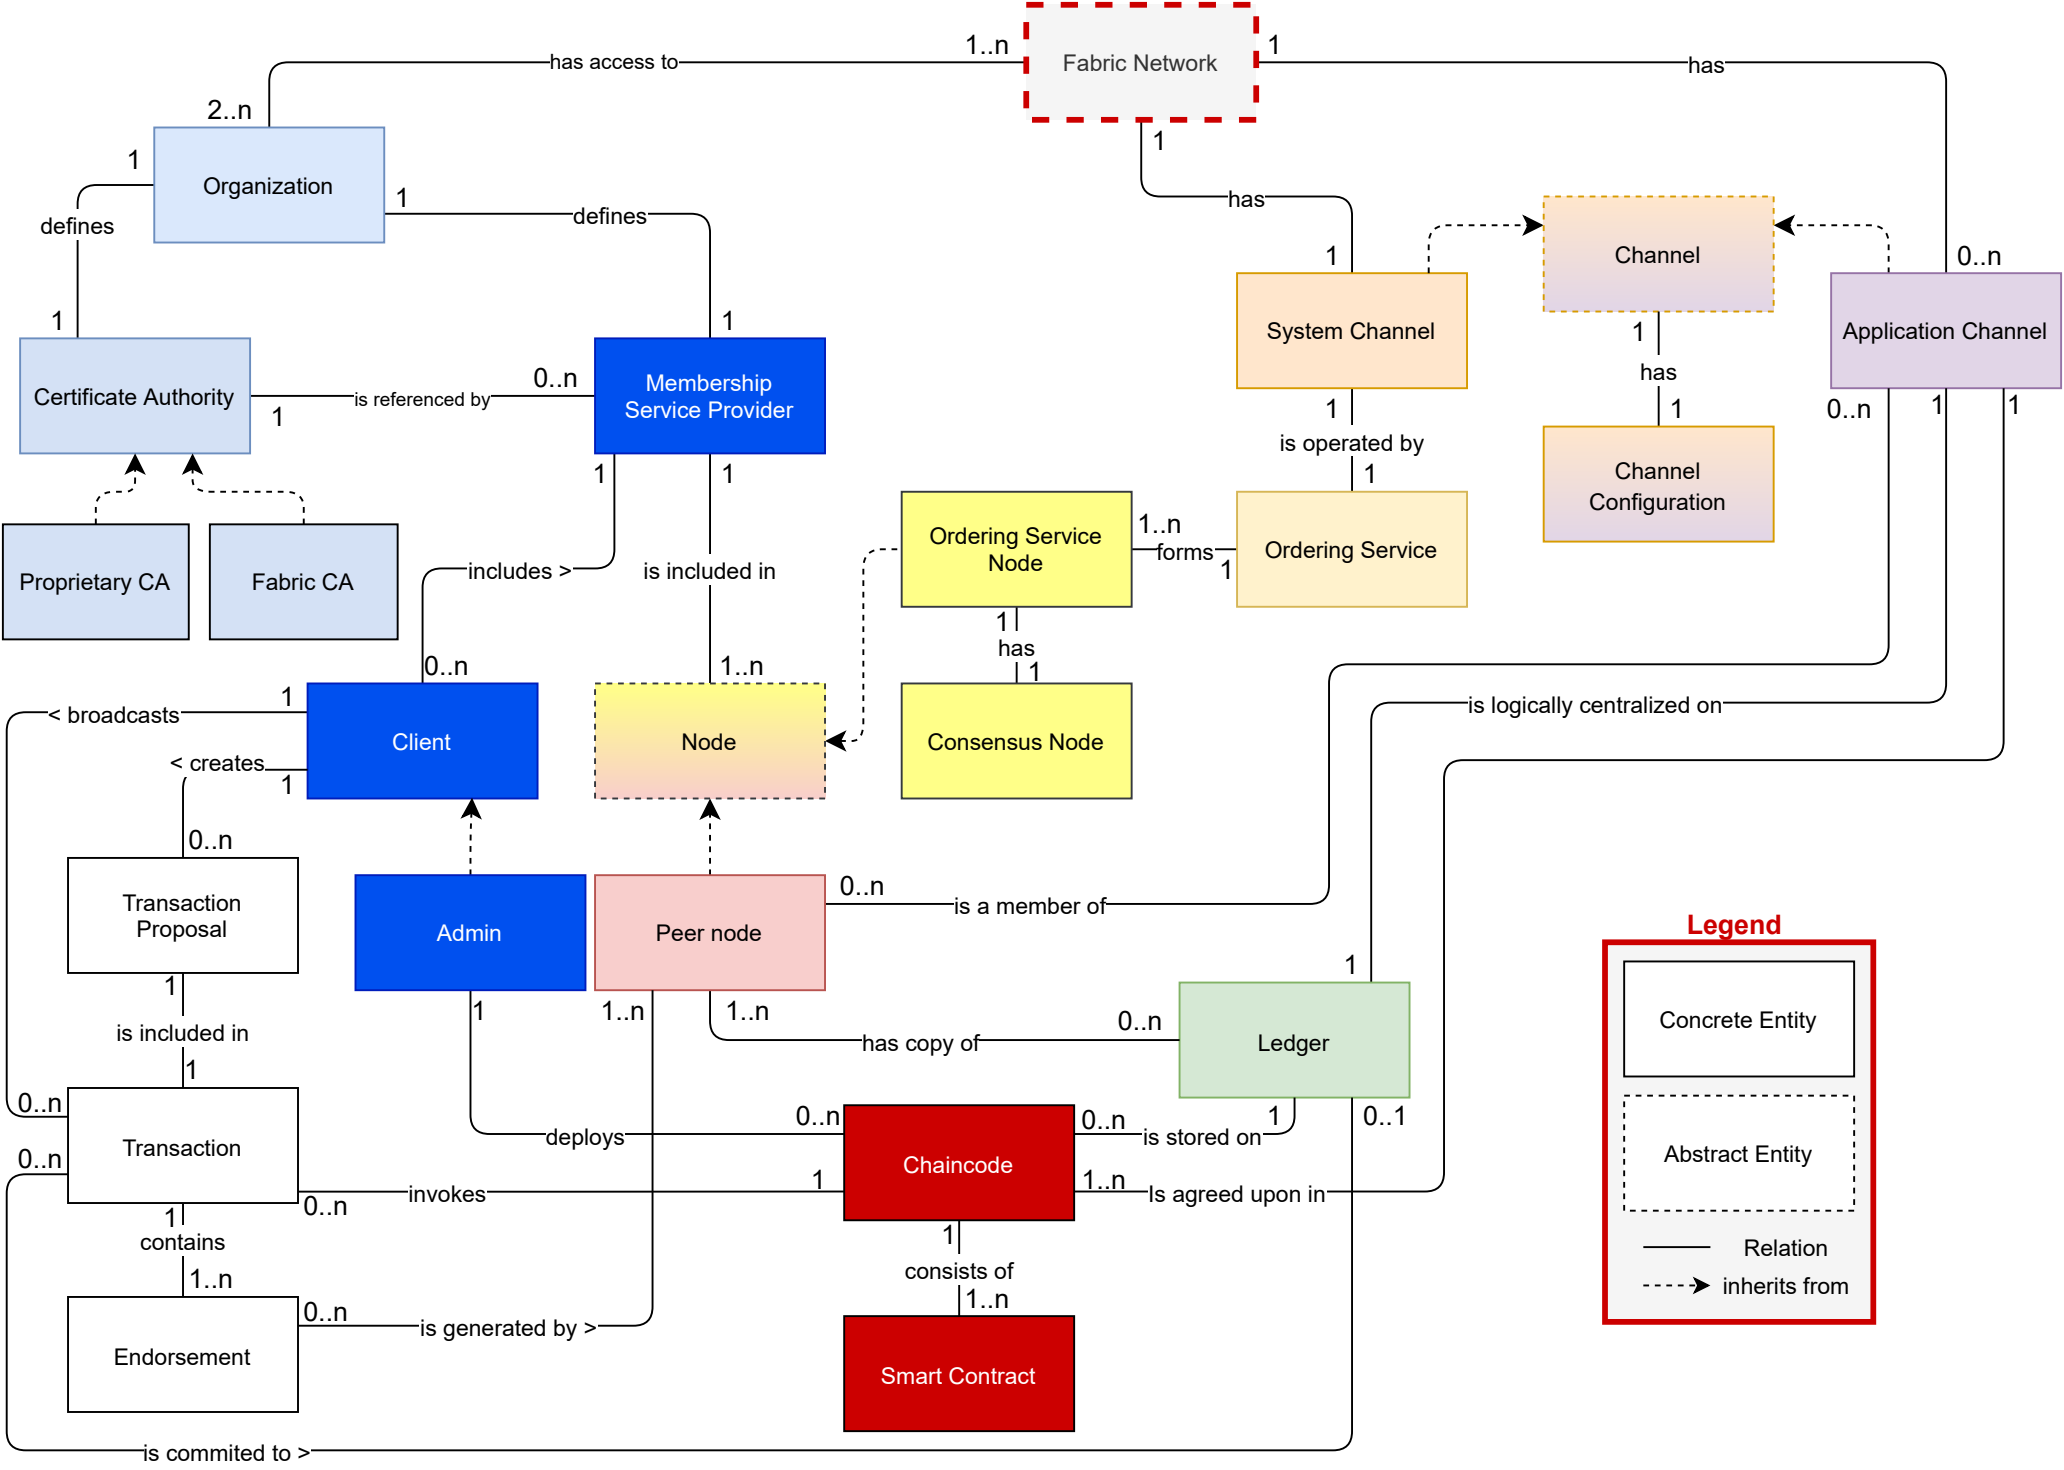 has access to
1..n
Fabric Network
1
has
2..n
1
1
Organization
1
has
defines
defines
Channel
1
0..n
1
1
System Channel
1
Application Channel
Certificate Authority
1
is referenced by
0..n
Membership
Service Provider
has
1
1
0..n
1
1
is operated by
1
1
1
Channel
Configuration
Proprietary CA
Fabric CA
includes >
is included in
Ordering Service
Node
1..n
forms
1
Ordering Service
1
has
1
0..n
1..n
1
< broadcasts
< creates
1
Client
Node
Consensus Node
is logically centralized on
0..n
Transaction
Proposal
Admin
Peer node
0..n
is a member of
Legend
1
1
1..n
1..n
has copy of
0..n
Ledger
Concrete Entity
is included in
1
0..n
Transaction
0..n
0..n
deploys
0..n
Chaincode
0..n
is stored on
1
0..1
Abstract Entity
0..n
invokes
1
1..n
Is agreed upon in
1
contains
1..n
1
consists of
1..n
Relation
inherits from
0..n
is generated by >
Endorsement
Smart Contract
is commited to >